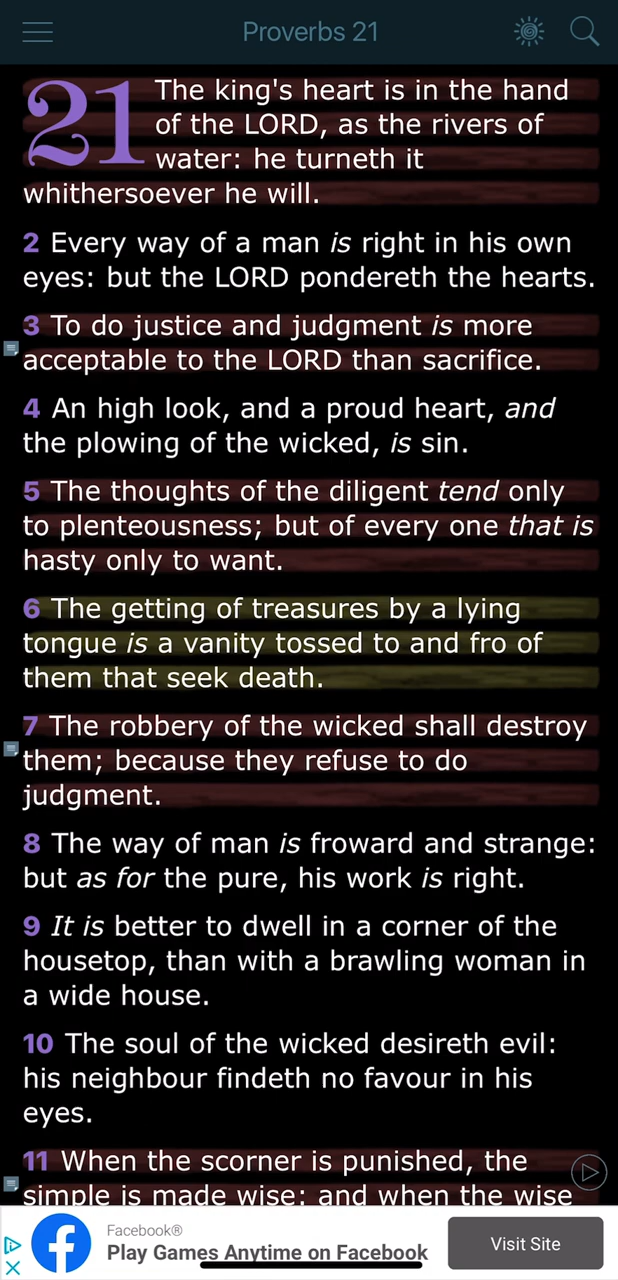 Proverbs 21
21 The king's heart is in the hand
of the LORD, as the rivers of
water: he turneth it
whithersoever he will.
2 Every way of a man is right in his own
eyes: but the LORD pondereth the hearts.
3 To do justice and judgment is more
acceptable to the LORD than sacrifice.
4 An high look, and a proud heart, and
the plowing of the wicked, is sin.
5 The thoughts of the diligent tend only
to plenteousness; but of every one that is
hasty only to want.
6 The getting of treasures by a lying
tongue is a vanity tossed to and fro of
them that seek death.
7 The robbery of the wicked shall destroy
them; because they refuse to do
judgment.
8 The way of man is froward and strange:
but as for the pure, his work is right.
9 It is better to dwell in a corner of the
housetop, than with a brawling woman in
a wide house.
10 The soul of the wicked desireth evil:
his neighbour findeth no favour in his
eyes.
11 When the scorner is punished, the
simple is made wise: and when the wise
Facebook®
Play Games Anytime on Facebook
Visit Site